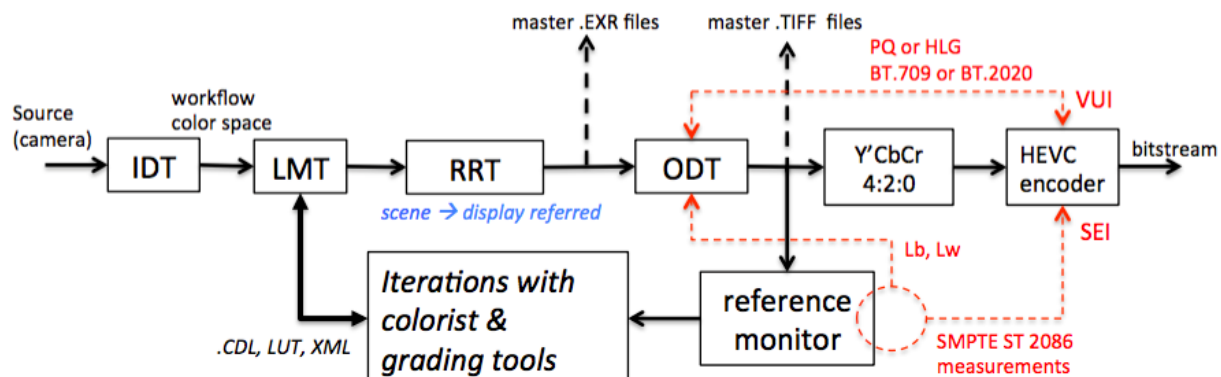 master .EXR files
master .TIFF files
PQ or HLG
BT.709 or BT.2020
VUI
Source
(camera)
workflow
color space
IDT
LMT
RRT
ODT
Y'CbCr
4:2:0
HEVC
encoder
bitstream
scene → display referred
SEI
Lb, Lw
Iterations with
colorist &
grading tools
reference
monitor
.CDL, LUT, XML
SMPTE ST 2086
measurements